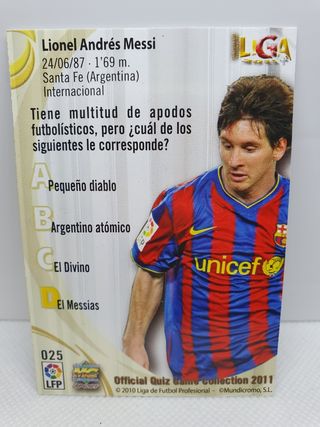 Lionel Andrés Messi
24/06/87 · 1'69 m.
Santa Fe (Argentina)
Internacional
LIGA
Tiene multitud de apodos
futbolísticos, pero ¿cuál de los
siguientes le corresponde?
A
Pequeño diablo
B
Argentino atómico
C
El Divino
D
El Messias
unicef
025
LFP
Official Quiz Game Collection 2011
© 2010 Liga de Futbol Profesional · ©Mundicromo, S.L.